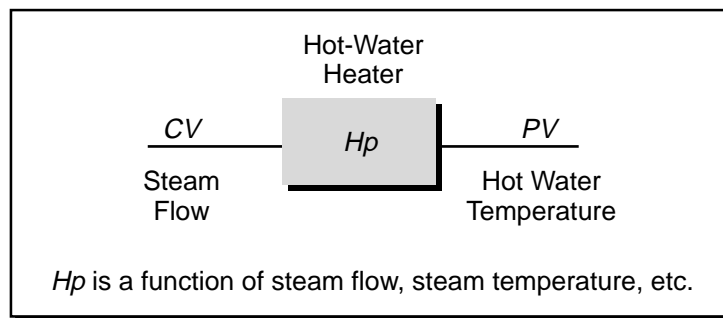 Hot-Water
Heater
CV
Hp
PV
Steam
Flow
Hot Water
Temperature
Hp is a function of steam flow, steam temperature, etc.